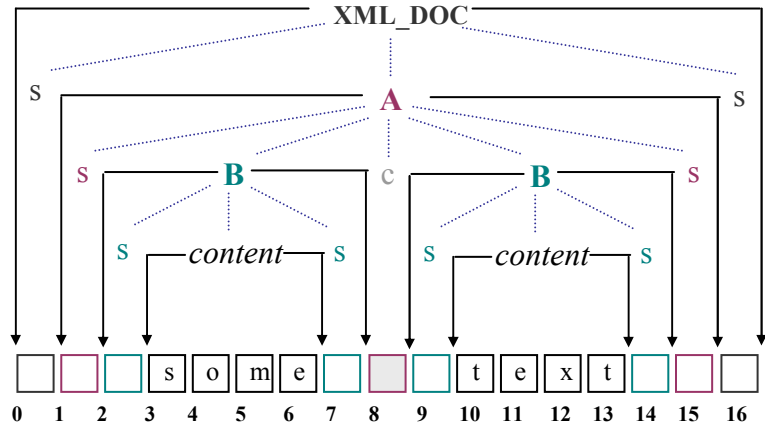 XML_DOC
s A s
s B c B s
s content s s content s
s o m e t e x t
0 1 2 3 4 5 6 7 8 9 10 11 12 13 14 15 16